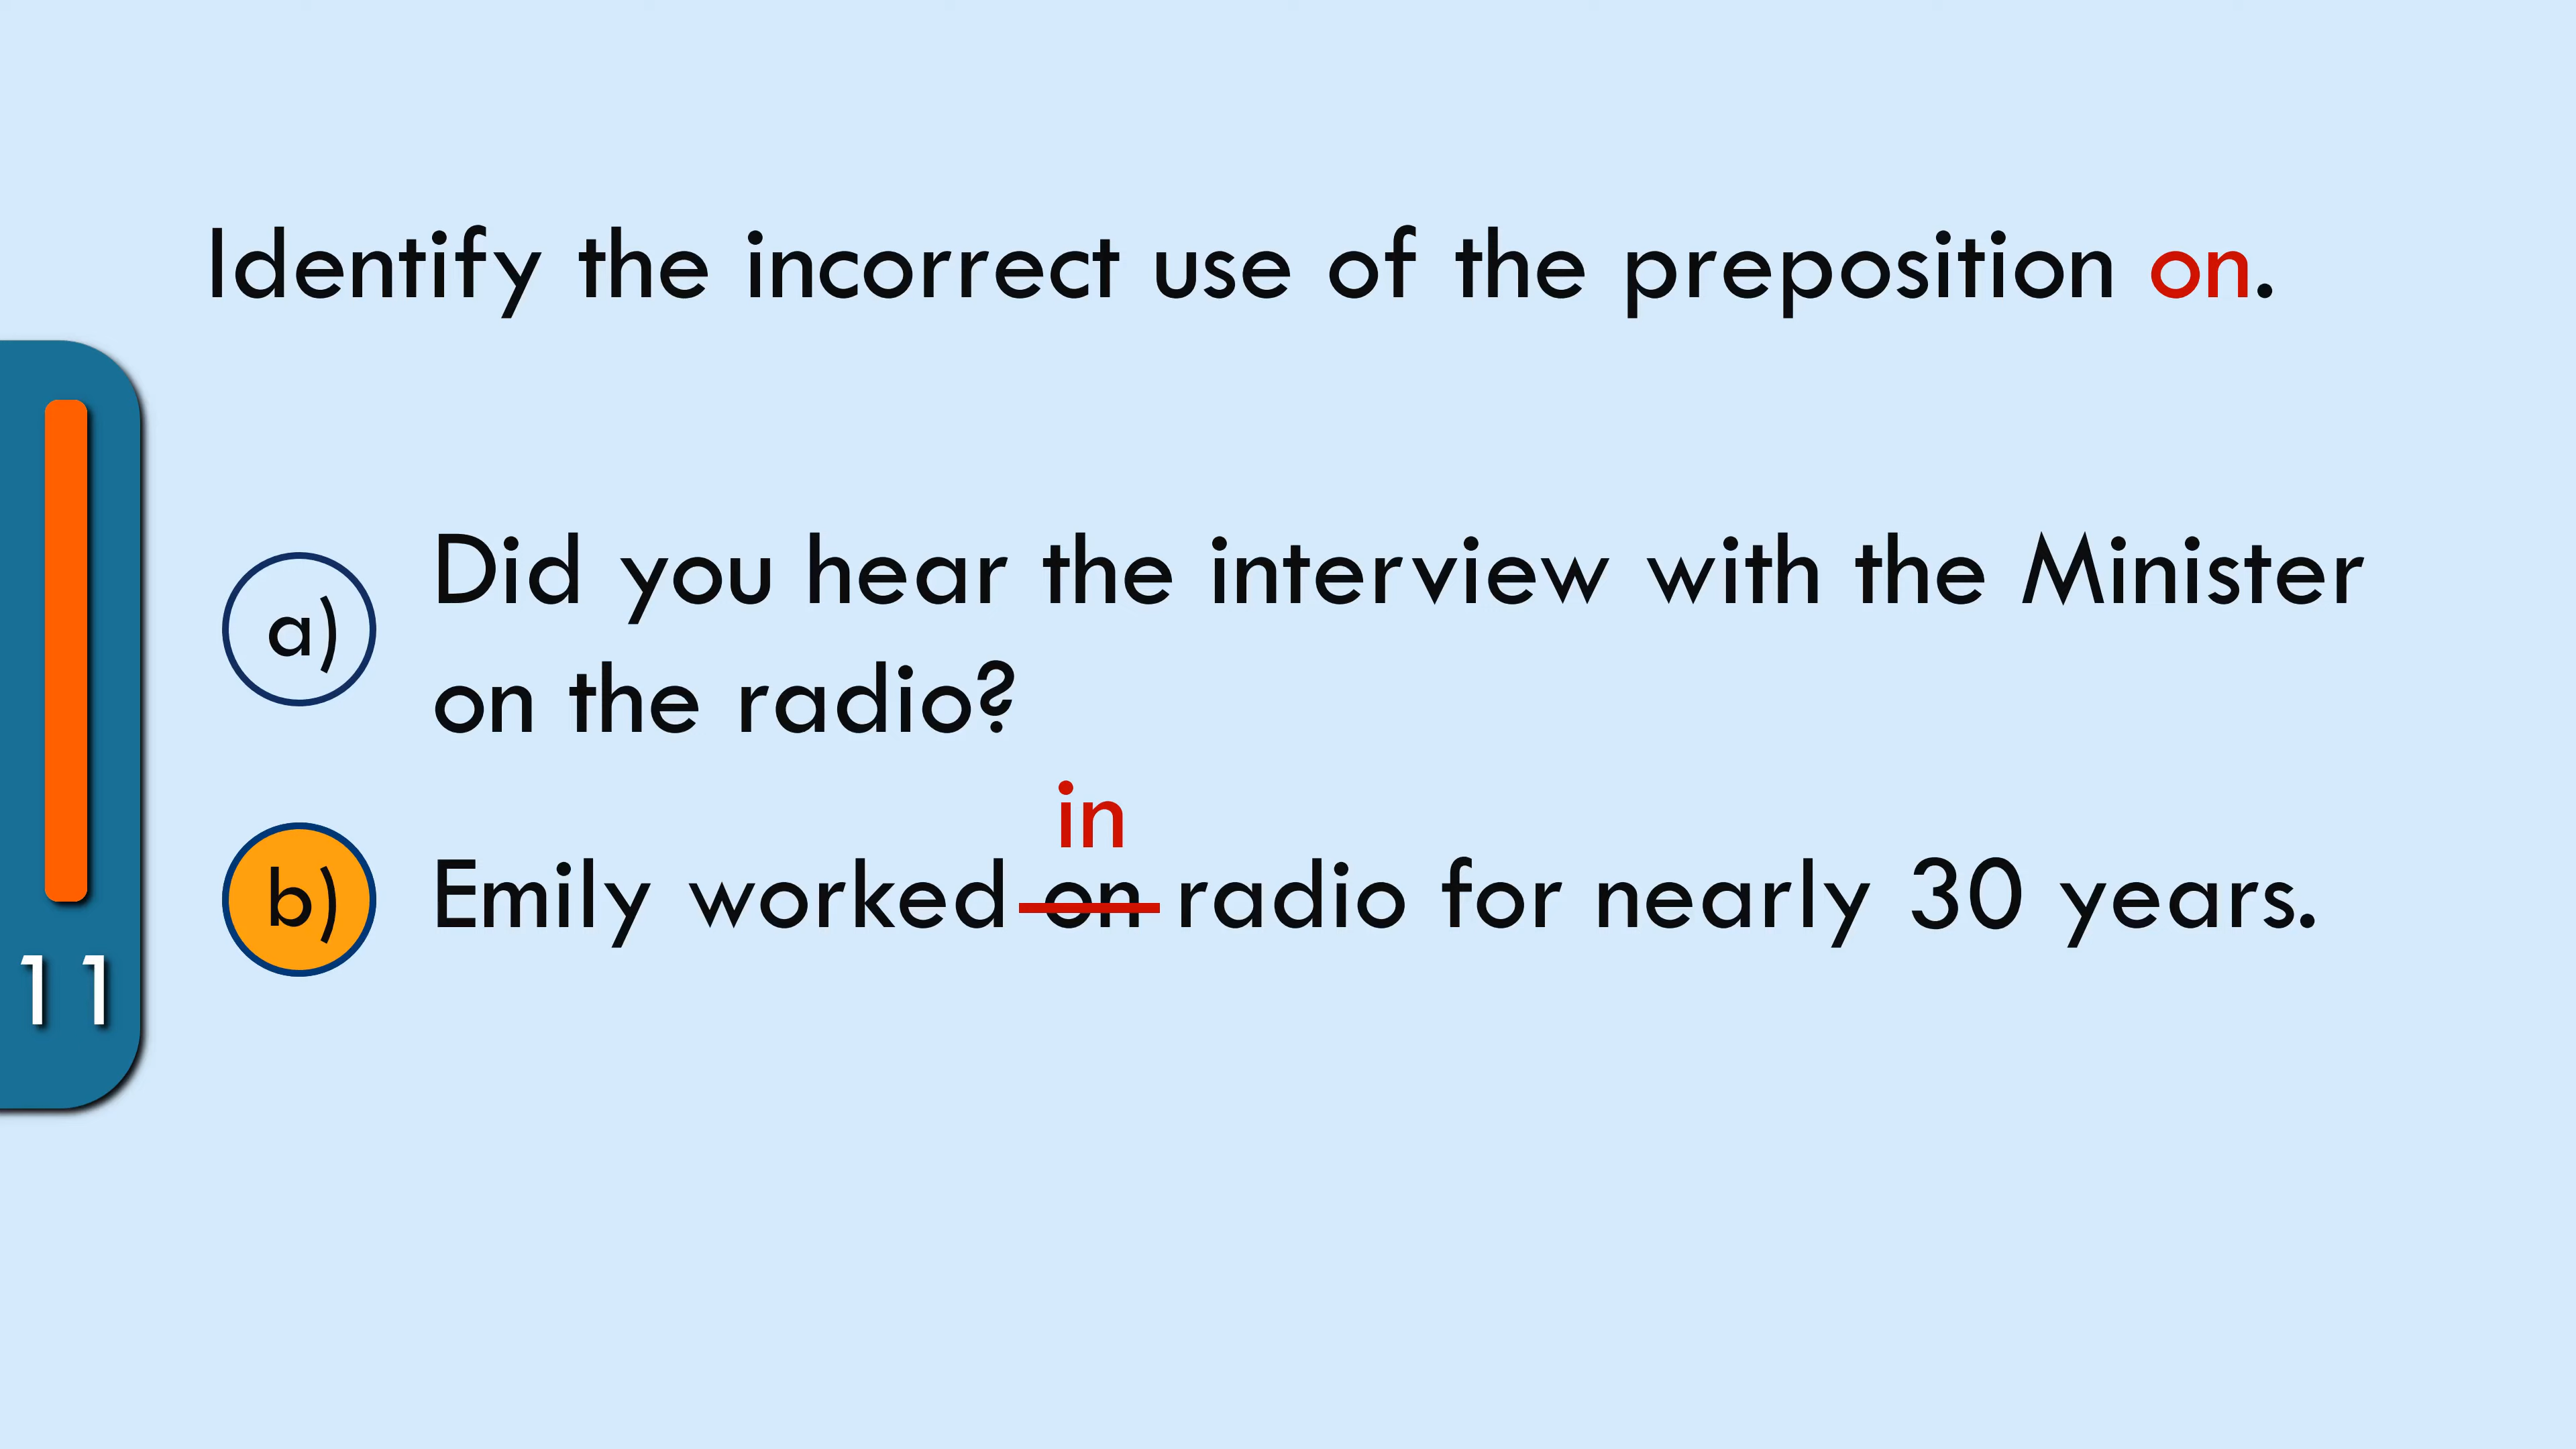 Identify the incorrect use of the preposition on.
a) Did you hear the interview with the Minister
on the radio?
in
b) Emily worked on radio for nearly 30 years.
11